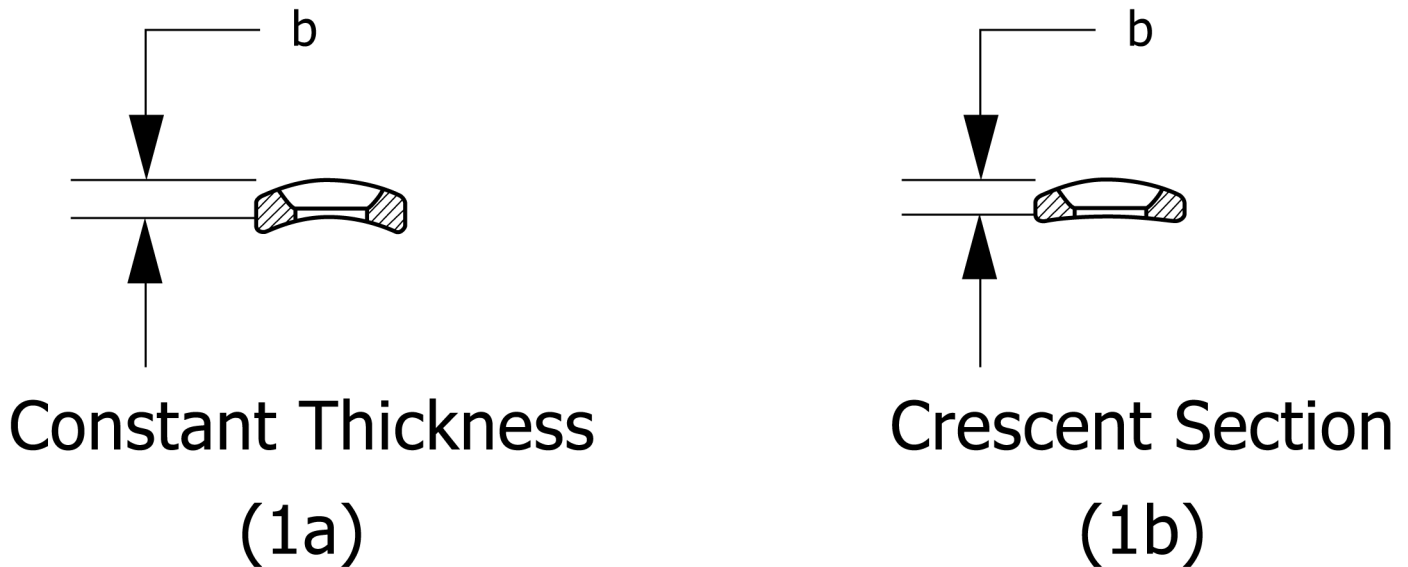 b
b
Constant Thickness
Crescent Section
(1a)
(1b)